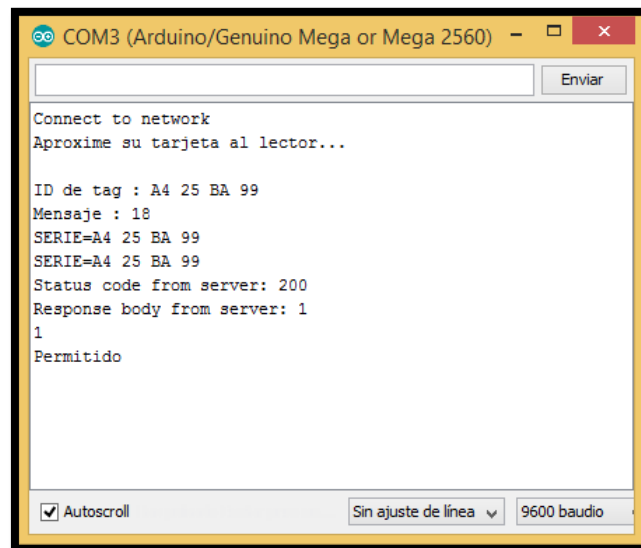 COM3 (Arduino/Genuino Mega or Mega 2560)
Enviar
Connect to network
Aproxime su tarjeta al lector...
ID de tag : A4 25 BA 99
Mensaje : 18
SERIE=A4 25 BA 99
SERIE=A4 25 BA 99
Status code from server: 200
Response body from server: 1
1
Permitido
Autoscroll Sin ajuste de línea 9600 baudio